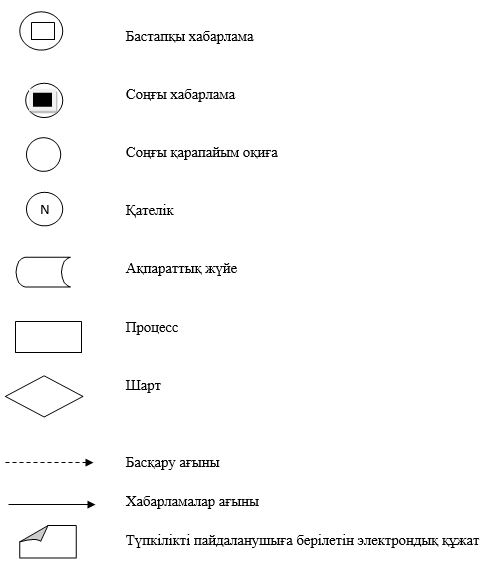 Бастапқы хабарлама
Соңғы хабарлама
Соңғы қарапайым оқиға
N
Қателік
Ақпараттық жүйе
Процесс
Шарт
Басқару ағыны
Хабарламалар ағыны
Түпкілікті пайдаланушыға берілетін электрондық құжат